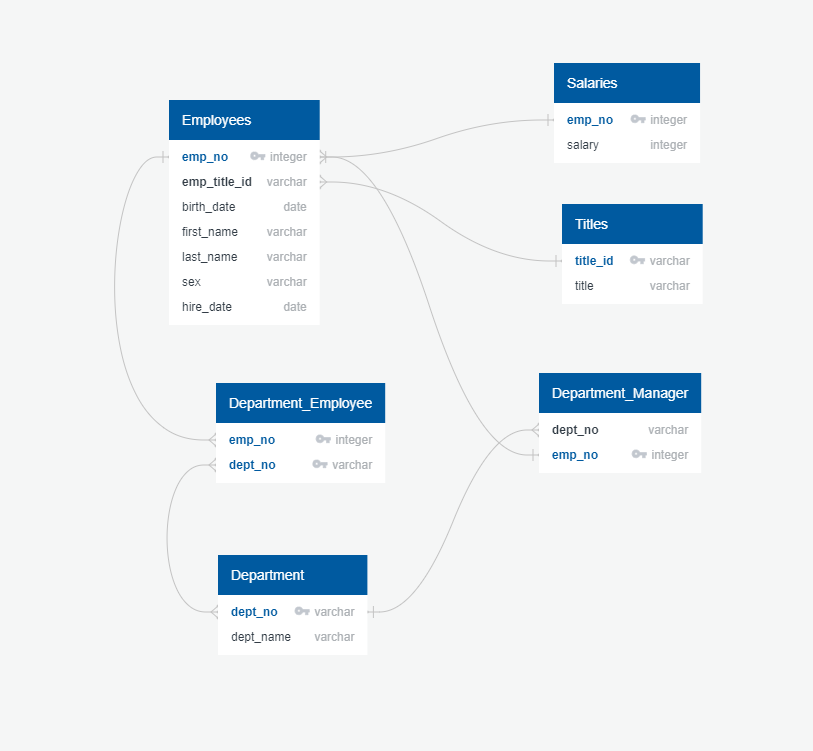 Employees
emp_no integer
emp_title_id varchar
birth_date date
first_name varchar
last_name varchar
sex varchar
hire_date date
Salaries
emp_no integer
salary integer
Titles
title_id varchar
title varchar
Department_Employee
emp_no integer
dept_no varchar
Department_Manager
dept_no varchar
emp_no integer
Department
dept_no varchar
dept_name varchar